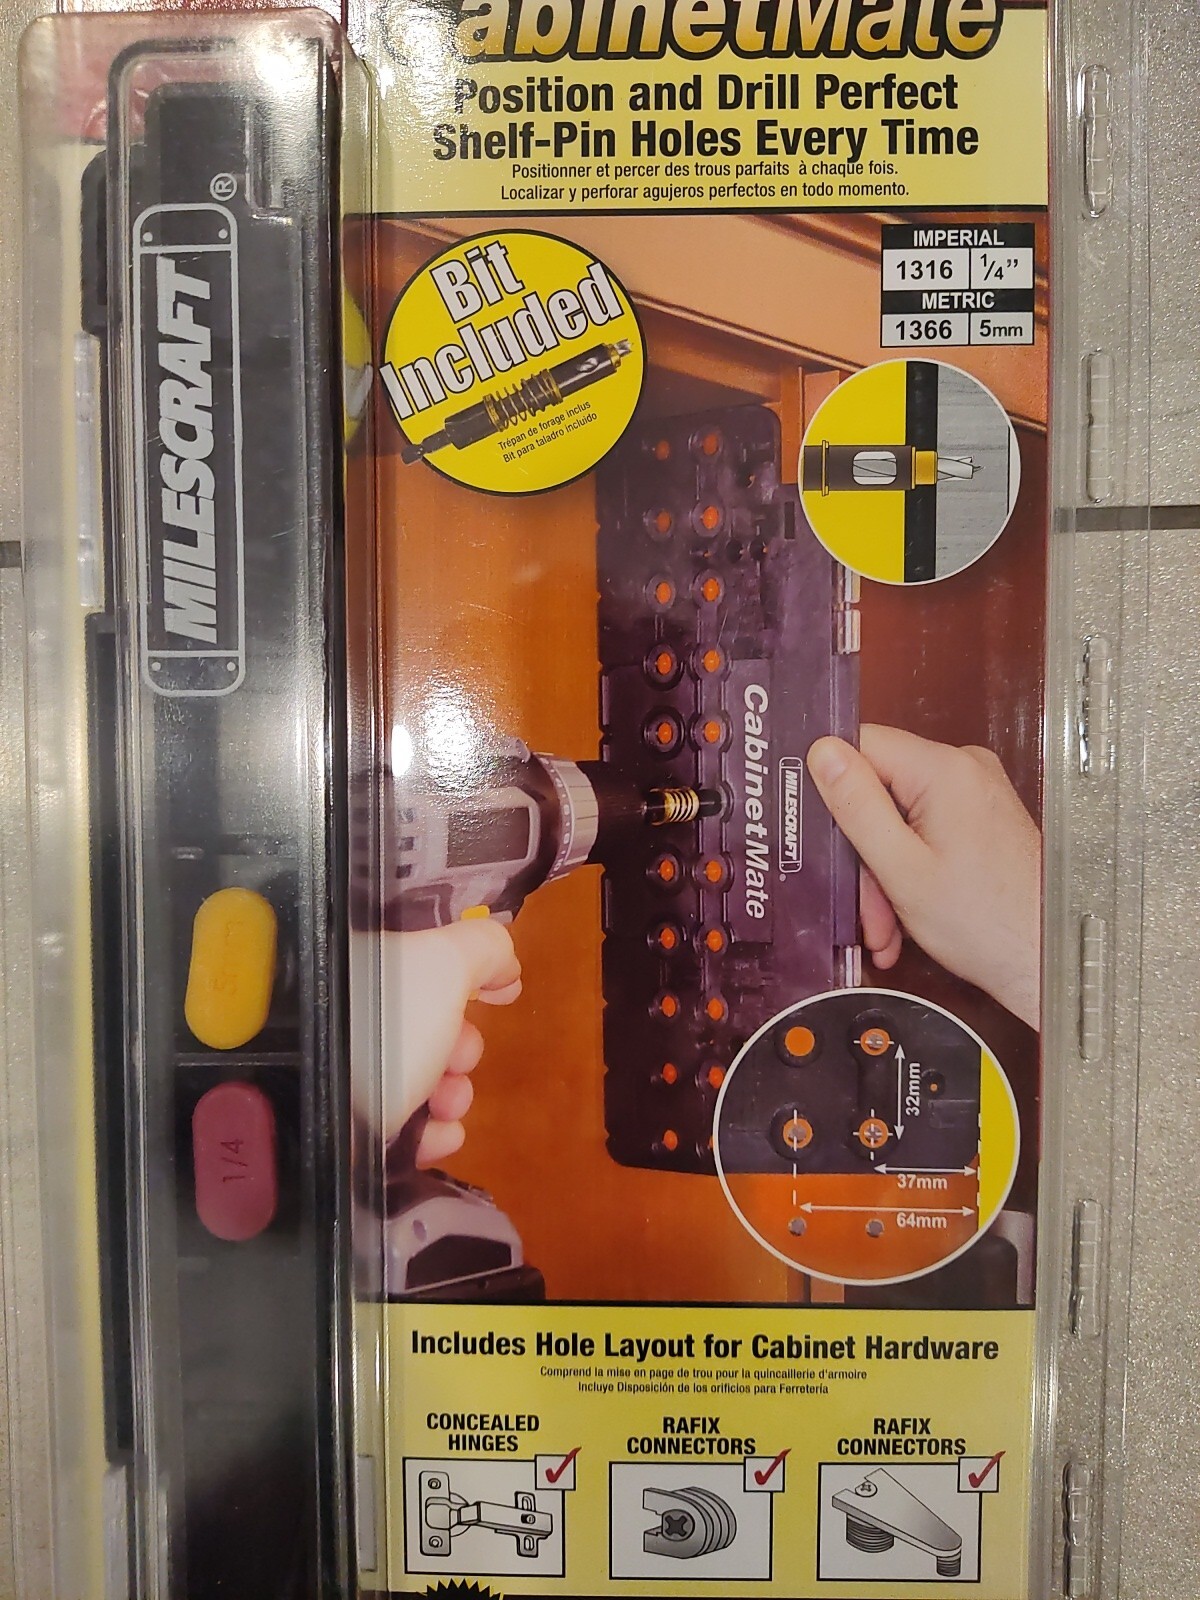 CabinetMate
Position and Drill Perfect
Shelf-Pin Holes Every Time
Positionner et percer des trous parfaits à chaque fois.
Localizar y perforar agujeros perfectos en todo momento.
MILESCRAFT®
Bit
Included
Trépan de forage inclus
Bit para taladro incluido
IMPERIAL
1316 1/4”
METRIC
1366 5mm
CabinetMate
MILESCRAFT®
5mm
1/4
32mm
37mm
64mm
Includes Hole Layout for Cabinet Hardware
Comprend la mise en page de trou pour la quincaillerie d'armoire
Incluye Disposición de los orificios para Ferretería
CONCEALED
HINGES
RAFIX
CONNECTORS
RAFIX
CONNECTORS